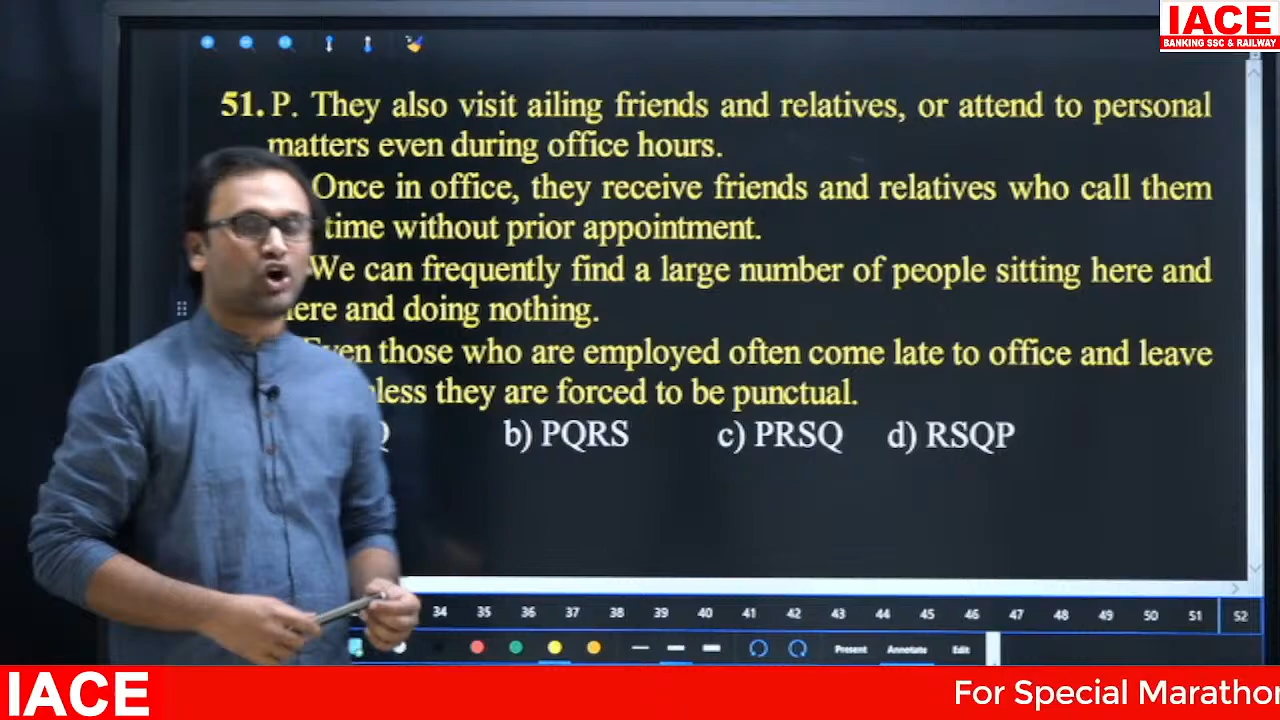 IACE
BANKING SSC & RAILWAY
51. P. They also visit ailing friends and relatives, or attend to personal
matters even during office hours.
Once in office, they receive friends and relatives who call them
time without prior appointment.
We can frequently find a large number of people sitting here and
and doing nothing.
Even those who are employed often come late to office and leave
they are forced to be punctual.
b) PQRS c) PRSQ d) RSQP
34 35 36 37 38 39 40 41 42 43 44 45 46 47 48 49 50 51 52
Present Annotate Edit
IACE
For Special